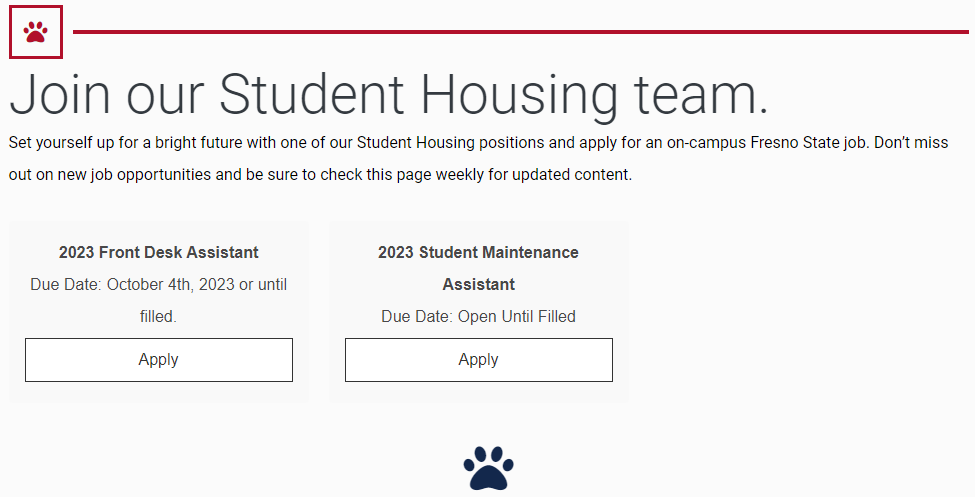 Join our Student Housing team.
Set yourself up for a bright future with one of our Student Housing positions and apply for an on-campus Fresno State job. Don’t miss
out on new job opportunities and be sure to check this page weekly for updated content.
2023 Front Desk Assistant
Due Date: October 4th, 2023 or until
filled.
Apply
2023 Student Maintenance
Assistant
Due Date: Open Until Filled
Apply